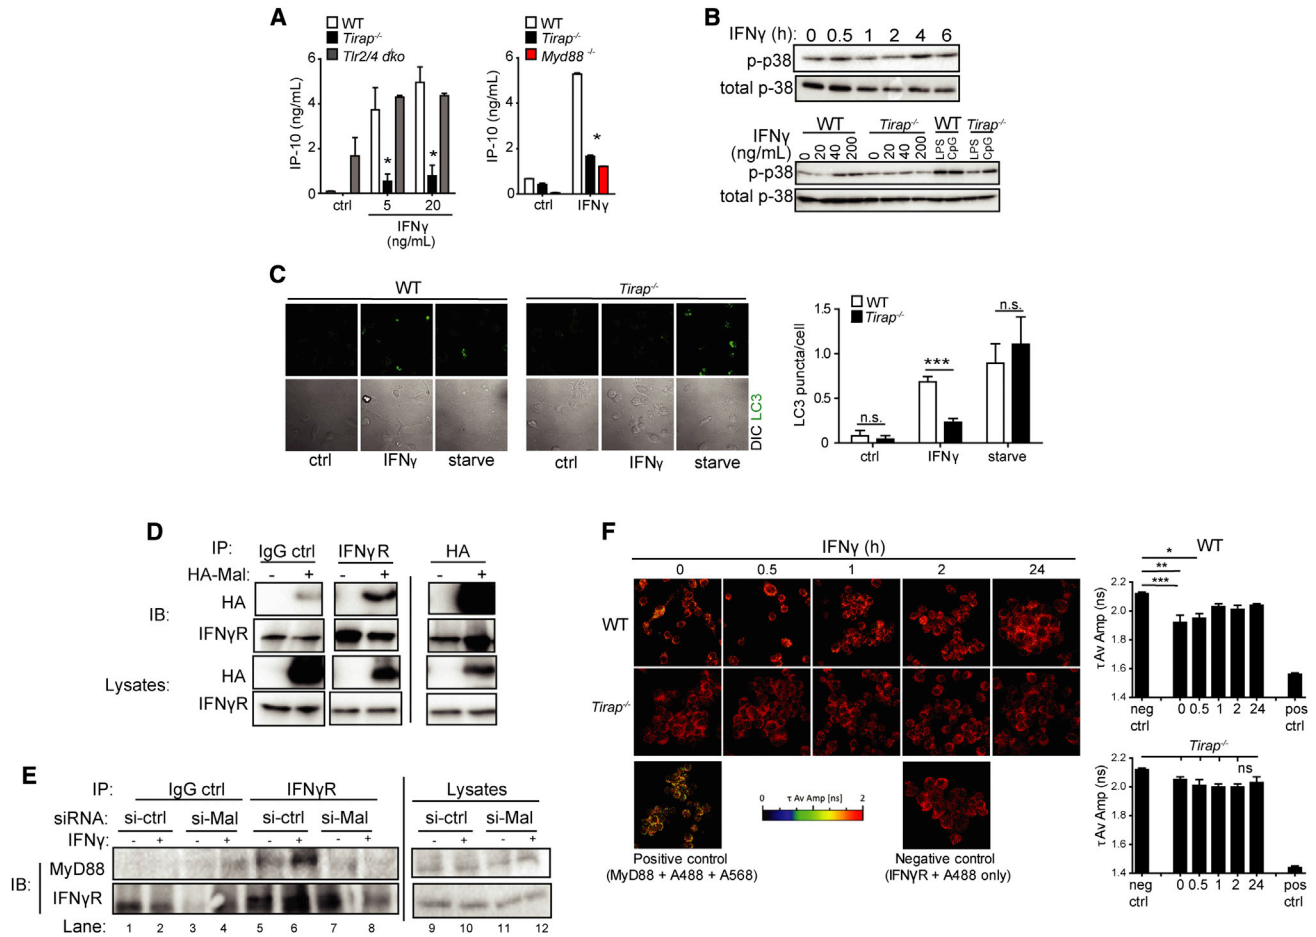 A
WT
Tirap-/-
Tlr2/4 dko
IP-10 (ng/mL)
6
4
2
0
ctrl
5
20
IFNγ
(ng/mL)
WT
Tirap-/-
Myd88 -/-
IP-10 (ng/mL)
6
4
2
0
*
*
*
ctrl
IFNγ
B
IFNγ (h): 0 0.5 1 2 4 6
p-p38
total p-38
IFNγ
(ng/mL)
WT
Tirap-/-
WT
Tirap-/-
0 20 40 200 0 20 40 200 LPS CpG LPS CpG
p-p38
total p-38
C
WT
Tirap-/-
ctrl IFNγ starve
ctrl IFNγ starve
DIC LC3
WT
Tirap-/-
LC3 puncta/cell
1.5
1.0
0.5
0
n.s.
***
n.s.
ctrl IFNγ starve
D
IP: IgG ctrl IFNγR HA
HA-Mal: - + - + - +
IB:
HA
IFNγR
Lysates:
HA
IFNγR
E
IP: IgG ctrl IFNγR Lysates
siRNA: si-ctrl si-Mal si-ctrl si-Mal si-ctrl si-Mal
IFNγ: - + - + - + - + - + - +
IB:
MyD88
IFNγR
Lane: 1 2 3 4 5 6 7 8 9 10 11 12
F
IFNγ (h)
0 0.5 1 2 24
WT
Tirap-/-
Positive control
(MyD88 + A488 + A568)
0 τ Av Amp [ns] 2
Negative control
(IFNγR + A488 only)
WT
*
**
***
τ Av Amp (ns)
2.2
2.0
1.8
1.6
1.4
neg ctrl 0 0.5 1 2 24 pos ctrl
Tirap-/-
ns
τ Av Amp (ns)
2.2
2.0
1.8
1.6
1.4
neg ctrl 0 0.5 1 2 24 pos ctrl